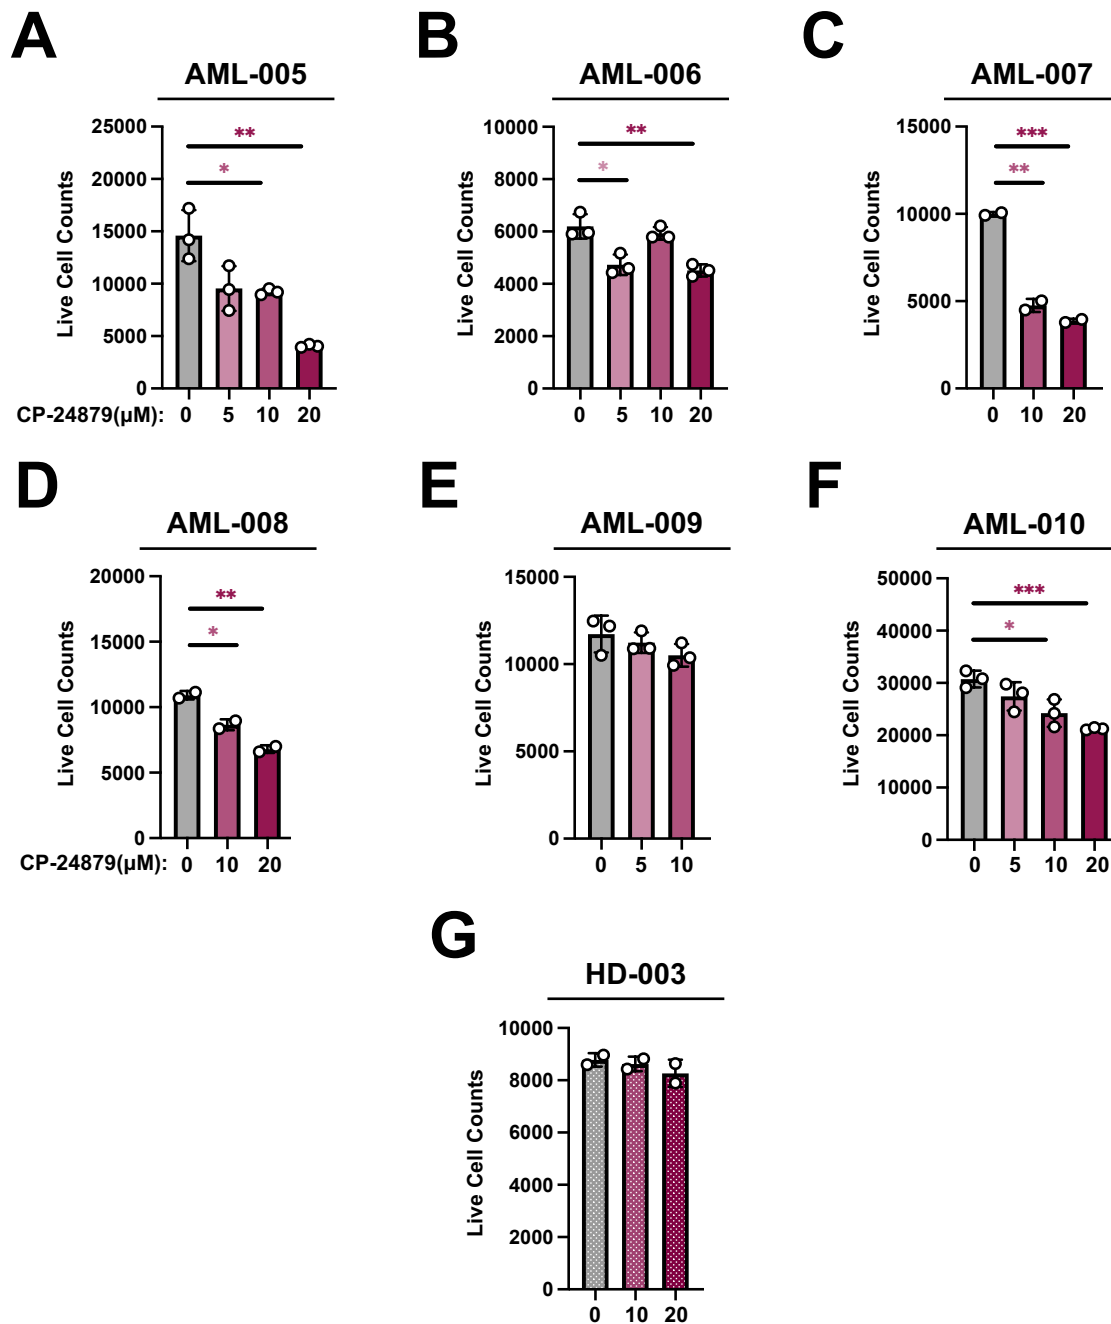 A
AML-005
Live Cell Counts
25000
20000
15000
10000
5000
0
**
*
CP-24879(µM): 0 5 10 20
B
AML-006
Live Cell Counts
10000
8000
6000
4000
2000
0
**
*
0 5 10 20
C
AML-007
Live Cell Counts
15000
10000
5000
0
***
**
0 10 20
D
AML-008
Live Cell Counts
20000
15000
10000
5000
0
**
*
CP-24879(µM): 0 10 20
E
AML-009
Live Cell Counts
15000
10000
5000
0
0 5 10
F
AML-010
Live Cell Counts
50000
40000
30000
20000
10000
0
***
*
0 5 10 20
G
HD-003
Live Cell Counts
10000
8000
6000
4000
2000
0
0 10 20